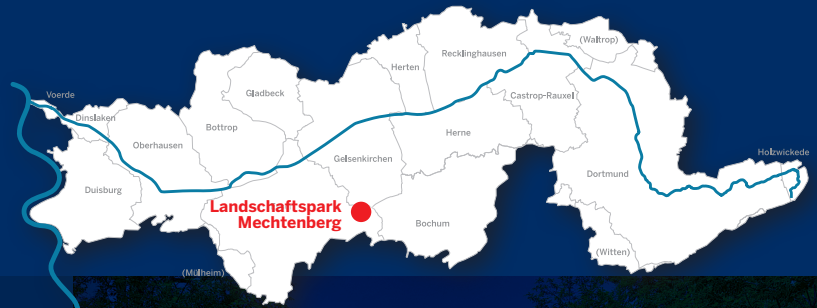 (Waltrop)
Recklinghausen
Herten
Voerde
Gladbeck
Castrop-Rauxel
Dinslaken
Bottrop
Oberhausen
Herne
Gelsenkirchen
Holzwickede
Duisburg
Dortmund
Landschaftspark
Mechtenberg
Bochum
(Witten)
(Mülheim)